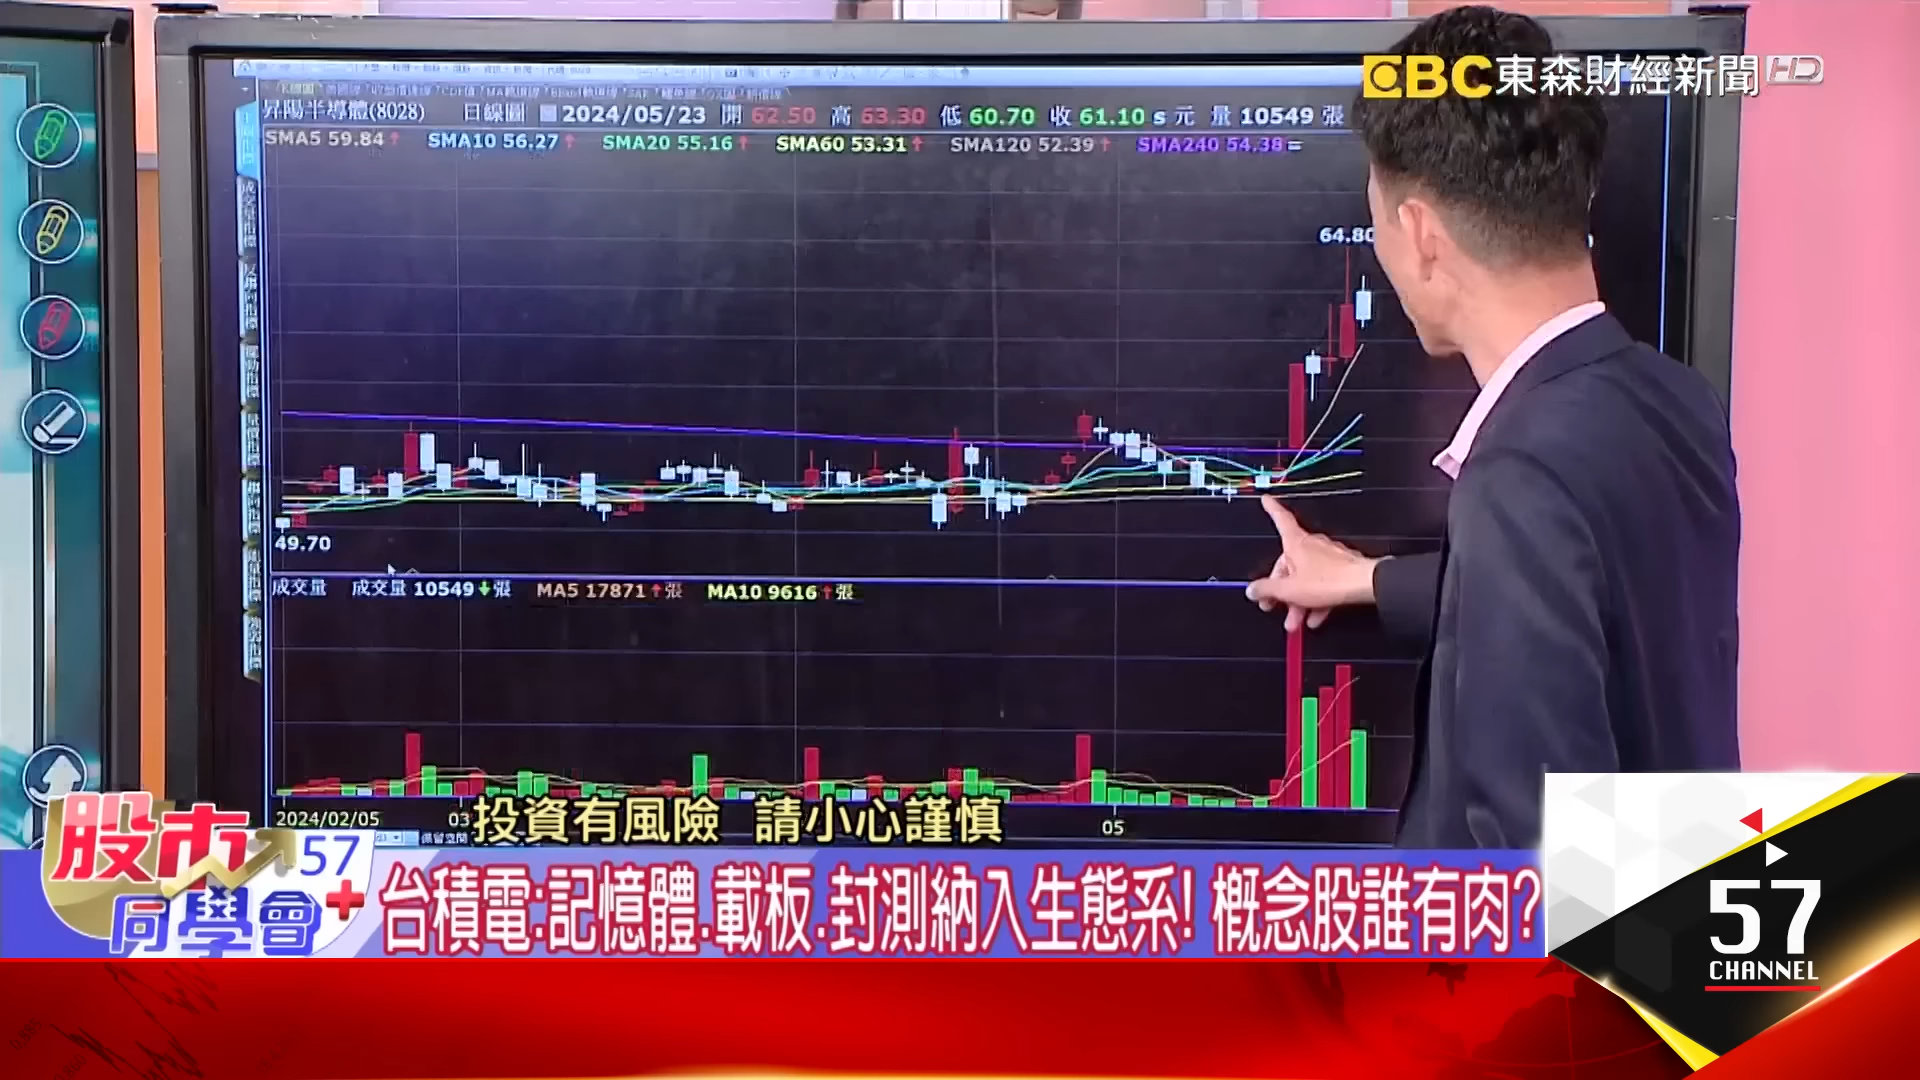 EBC東森財經新聞HD
昇陽半導體(8028) 日線圖 2024/05/23 開 62.50 高 63.30 低 60.70 收 61.10 s 元 量 10549 張
SMA5 59.84↑ SMA10 56.27↑ SMA20 55.16↑ SMA60 53.31↑ SMA120 52.39↑ SMA240 54.38=
64.80
49.70
成交量 成交量 10549↓張 MA5 17871↑張 MA10 9616↑張
2024/02/05 03 05
投資有風險 請小心謹慎
股市同學會 57+
台積電:記憶體.載板.封測納入生態系! 概念股誰有肉?
57
CHANNEL